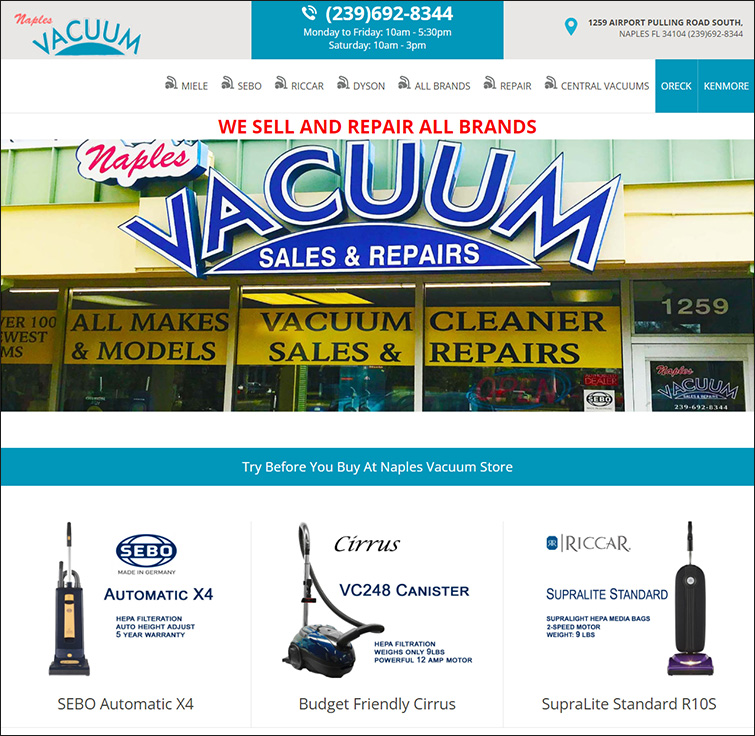 Naples
VACUUM
(239)692-8344
Monday to Friday: 10am - 5:30pm
Saturday: 10am - 3pm
1259 AIRPORT PULLING ROAD SOUTH,
NAPLES FL 34104 (239)692-8344
MIELE SEBO RICCAR DYSON ALL BRANDS REPAIR CENTRAL VACUUMS ORECK KENMORE
WE SELL AND REPAIR ALL BRANDS
Naples
VACUUM
SALES & REPAIRS
1259
VER 100 ALL MAKES VACUUM CLEANER
EWEST & MODELS SALES & REPAIRS
MS
OPEN
AUTHORIZED
DEALER
SEBO
Naples
VACUUM
SALES & REPAIRS
239-692-8344
Try Before You Buy At Naples Vacuum Store
SEBO
MADE IN GERMANY
AUTOMATIC X4
HEPA FILTERATION
AUTO HEIGHT ADJUST
5 YEAR WARRANTY
SEBO Automatic X4
Cirrus
VC248 CANISTER
HEPA FILTRATION
WEIGHS ONLY 9LBS
POWERFUL 12 AMP MOTOR
Budget Friendly Cirrus
RICCAR
SUPRALITE STANDARD
SUPRALIGHT HEPA MEDIA BAGS
2-SPEED MOTOR
WEIGHT: 9 LBS
SupraLite Standard R10S